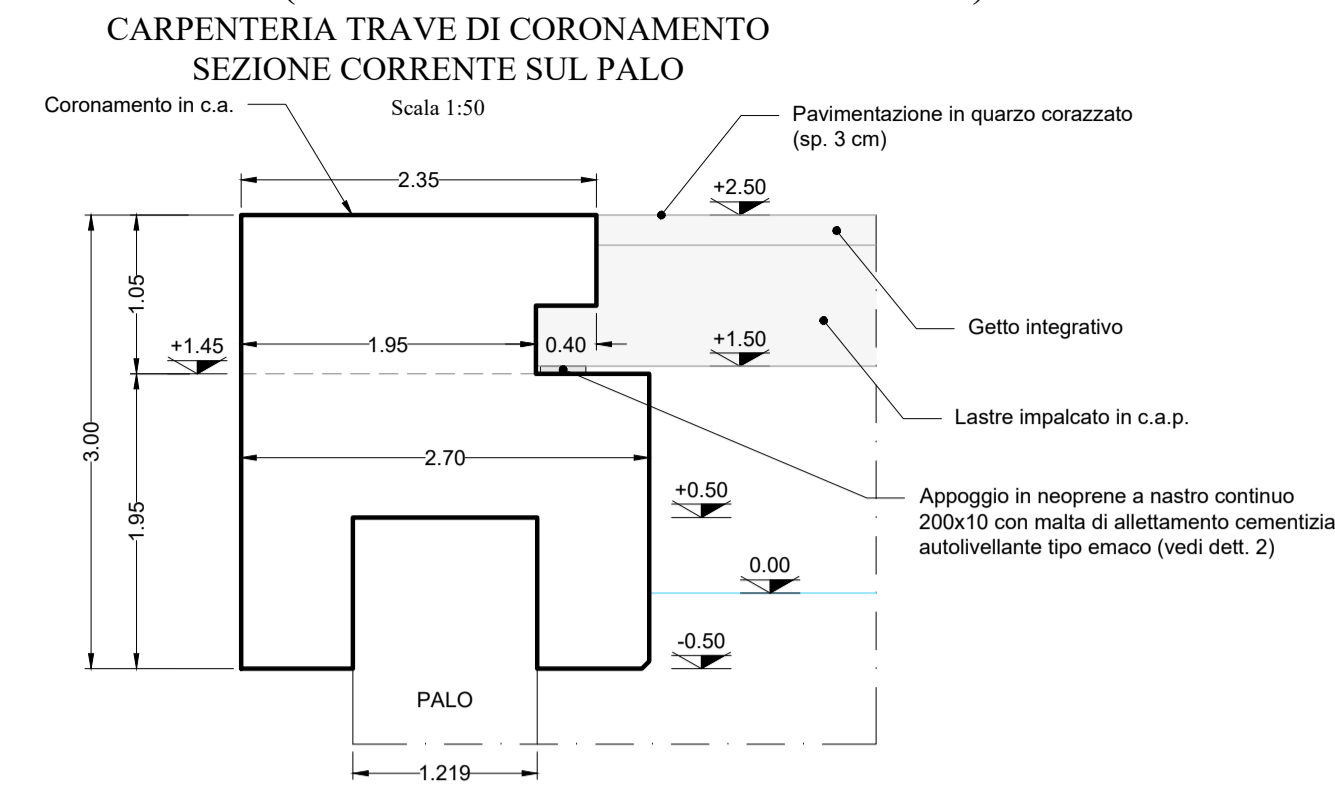 CARPENTERIA TRAVE DI CORONAMENTO
SEZIONE CORRENTE SUL PALO
Scala 1:50
Coronamento in c.a.
Pavimentazione in quarzo corazzato
(sp. 3 cm)
2.35
+2.50
1.05
+1.45
1.95
0.40
+1.50
Getto integrativo
Lastre impalcato in c.a.p.
3.00
2.70
1.95
+0.50
Appoggio in neoprene a nastro continuo
200x10 con malta di allettamento cementizia
autolivellante tipo emaco (vedi dett. 2)
0.00
-0.50
PALO
1.219